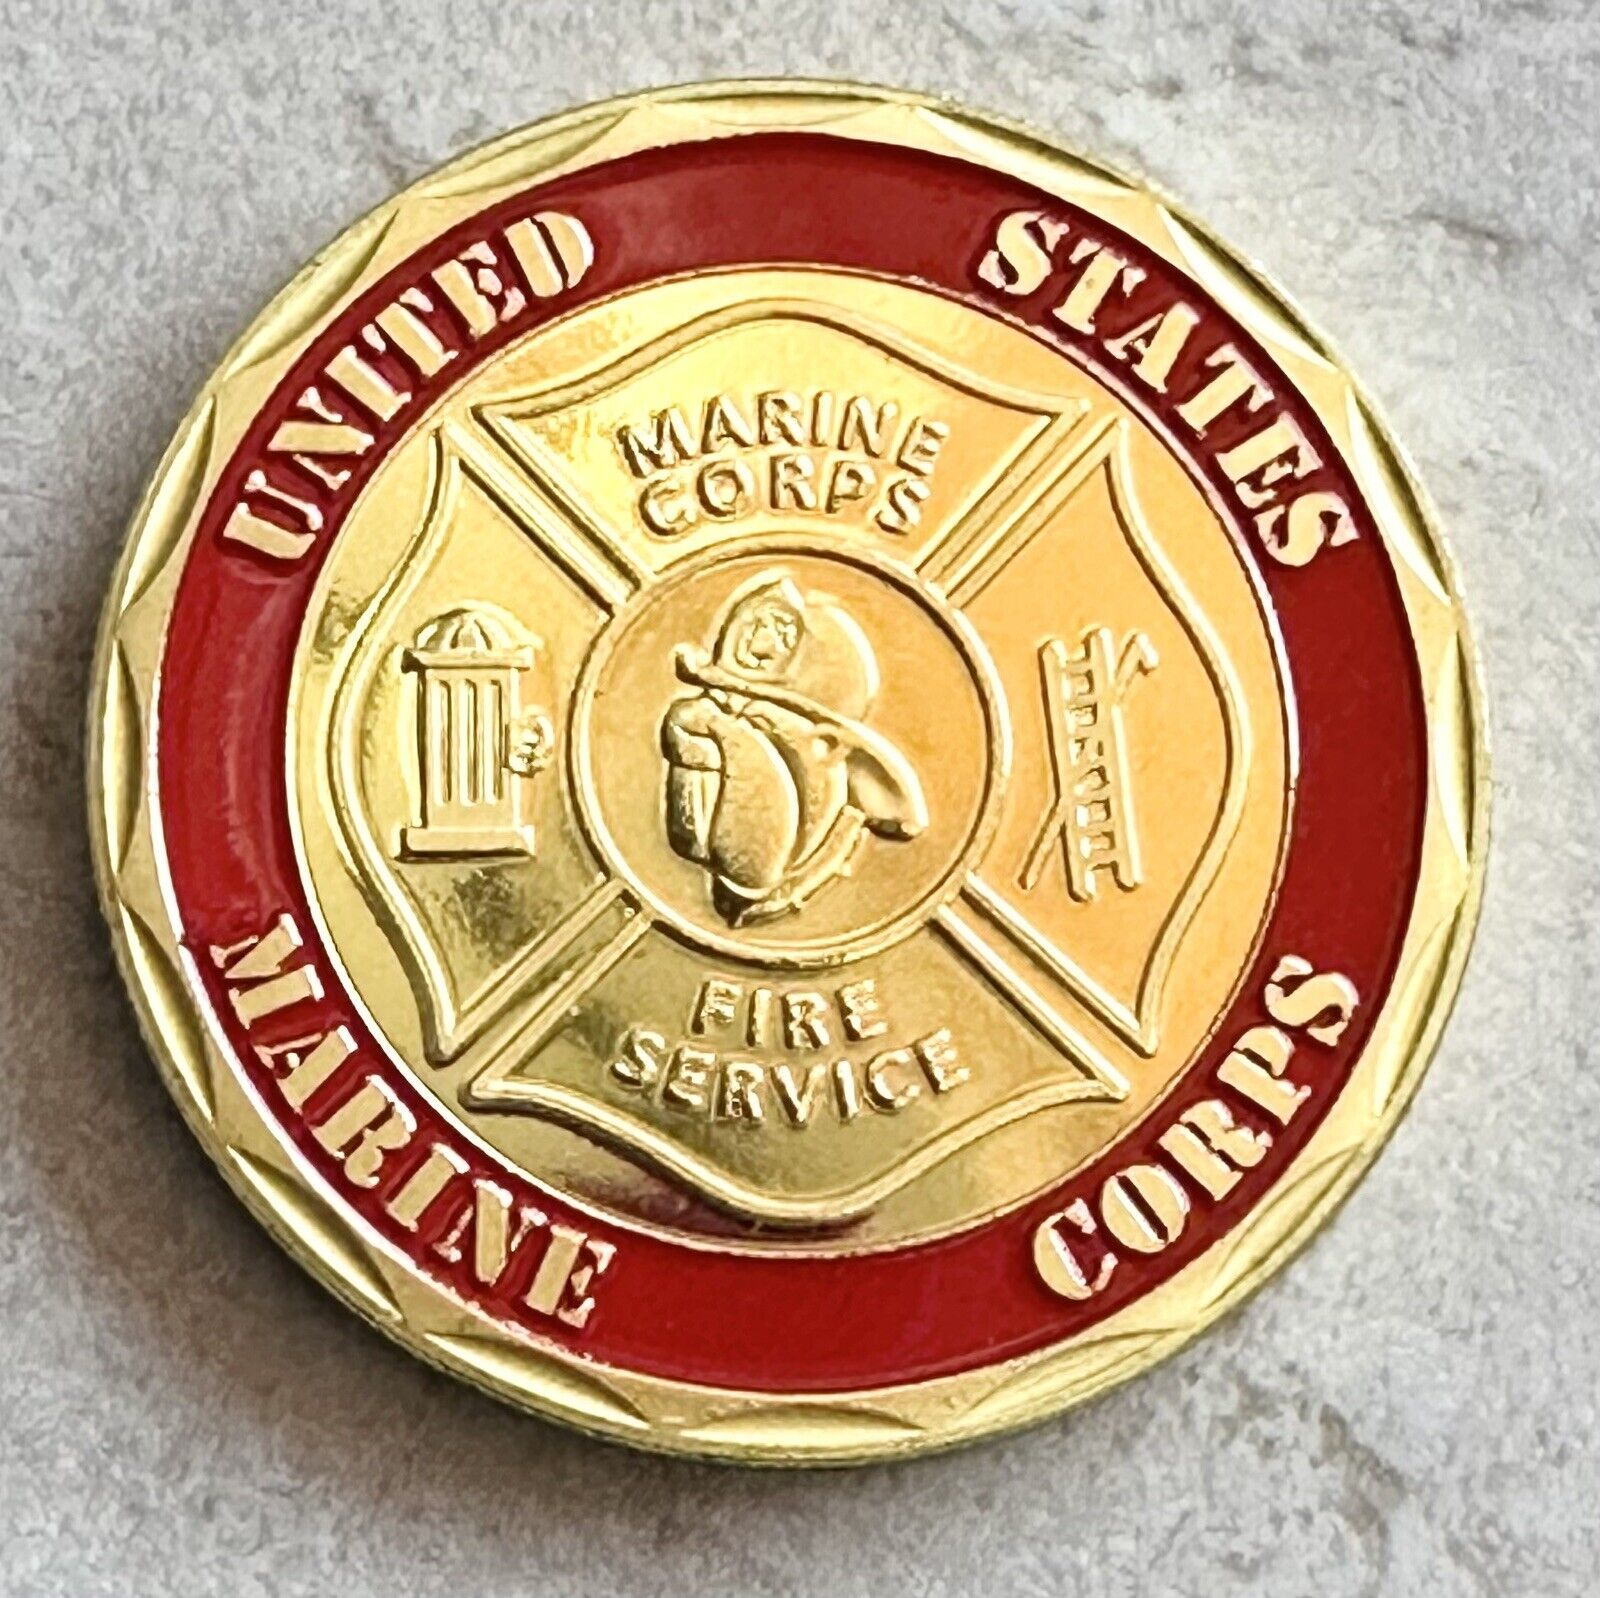 UNITED STATES
MARINE CORPS
MARINE
CORPS
FIRE
SERVICE